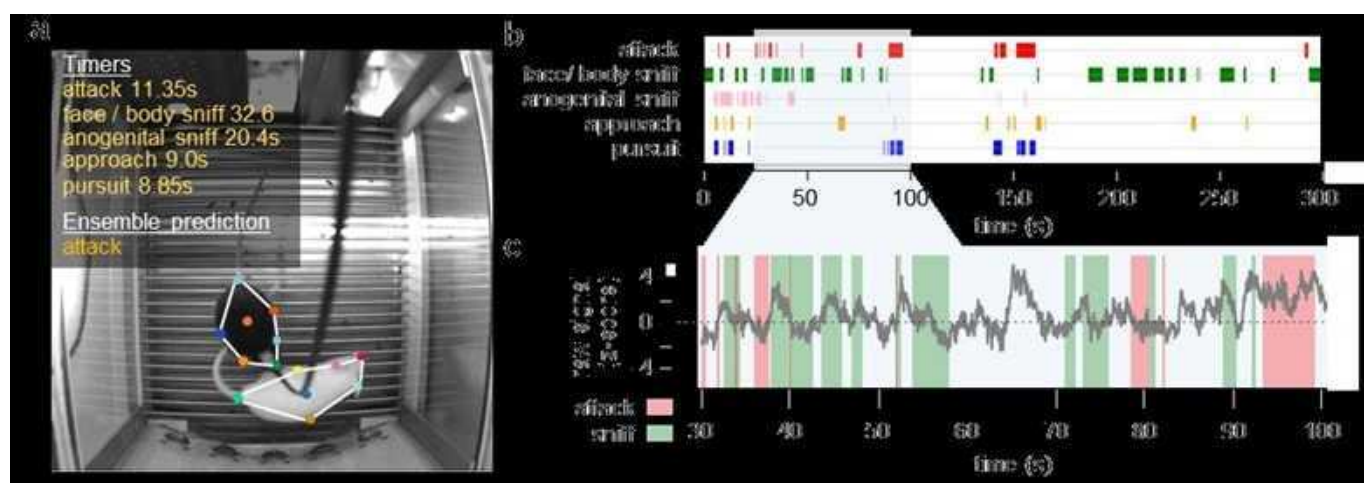 a
Timers
attack 11.35s
face / body sniff 32.6
anogenital sniff 20.4s
approach 9.0s
pursuit 8.85s
Ensemble prediction
attack
b
attack
face/ body sniff
anogenital sniff
approach
pursuit
0 50 100 150 200 250 300
time (s)
c
4
0
4
attack
sniff
30 40 50 60 70 80 90 100
time (s)